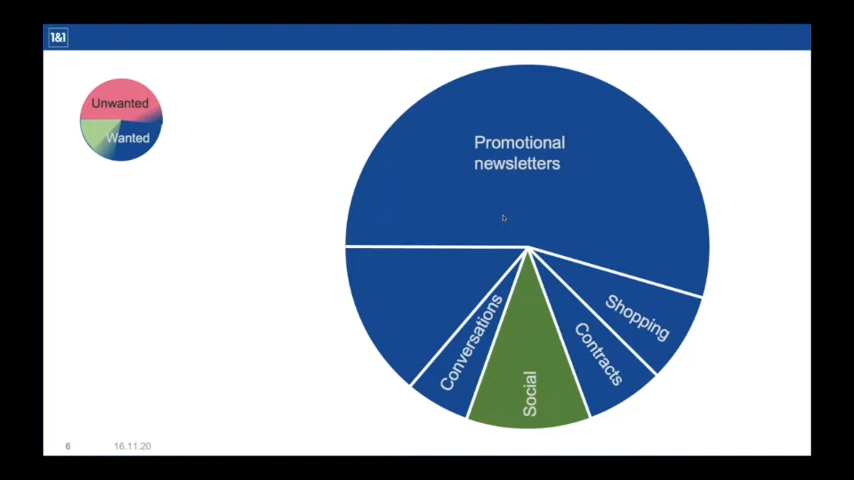 1&1
Unwanted
Wanted
Promotional
newsletters
Shopping
Contracts
Social
Conversations
6
16.11.20